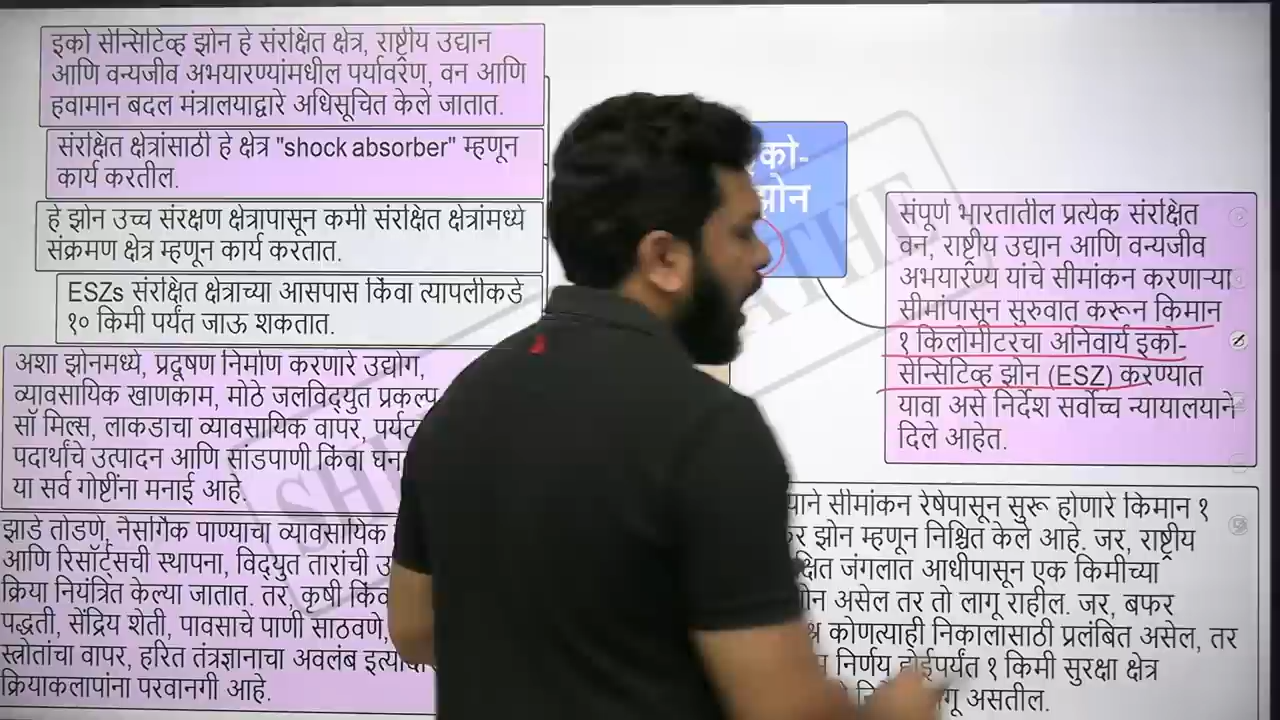 इको सेन्सिटिव्ह झोन हे संरक्षित क्षेत्र, राष्ट्रीय उद्यान
आणि वन्यजीव अभयारण्यांमधील पर्यावरण, वन आणि
हवामान बदल मंत्रालयाद्वारे अधिसूचित केले जातात.
संरक्षित क्षेत्रांसाठी हे क्षेत्र "shock absorber" म्हणून
कार्य करतील.
हे झोन उच्च संरक्षण क्षेत्रापासून कमी संरक्षित क्षेत्रांमध्ये
संक्रमण क्षेत्र म्हणून कार्य करतात.
ESZs संरक्षित क्षेत्राच्या आसपास किंवा त्यापलीकडे
१० किमी पर्यंत जाऊ शकतात.
अशा झोनमध्ये, प्रदूषण निर्माण करणारे उद्योग,
व्यावसायिक खाणकाम, मोठे जलविद्युत प्रकल्प
सॉ मिल्स, लाकडाचा व्यावसायिक वापर,
पदार्थांचे उत्पादन आणि सांडपाणी किंवा
या सर्व गोष्टींना मनाई आहे.
झाडे तोडणे, नैसर्गिक पाण्याचा व्यावसायिक
आणि रिसॉर्ट्सची स्थापना, विद्युत तारांची
क्रिया नियंत्रित केल्या जातात. तर, कृषी
पद्धती, सेंद्रिय शेती, पावसाचे पाणी साठवणे,
स्त्रोतांचा वापर, हरित तंत्रज्ञानाचा अवलंब
क्रियाकलापांना परवानगी आहे.
इको-
झोन
संपूर्ण भारतातील प्रत्येक संरक्षित
वन, राष्ट्रीय उद्यान आणि वन्यजीव
अभयारण्य यांचे सीमांकन करणाऱ्या
सीमांपासून सुरुवात करून किमान
१ किलोमीटरचा अनिवार्य इको-
सेन्सिटिव्ह झोन (ESZ) करण्यात
यावा असे निर्देश सर्वोच्च न्यायालयाने
दिले आहेत.
सीमांकन रेषेपासून सुरू होणारे किमान १
झोन म्हणून निश्चित केले आहे. जर, राष्ट्रीय
जंगलात आधीपासून एक किमीच्या
असेल तर तो लागू राहील. जर, बफर
कोणत्याही निकालासाठी प्रलंबित असेल, तर
निर्णय होईपर्यंत १ किमी सुरक्षा क्षेत्र
असतील.